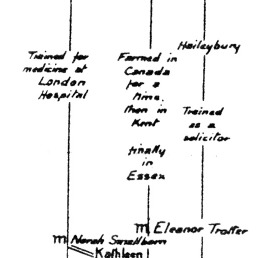 Trained for
medicine at
London
Hospital
Farmed in
Canada
for a
time,
then in
Kent
finally
in
Essex
Haileybury
Trained
as a
solicitor
m Eleanor Trotter
m Norah Smallborn
Kathleen